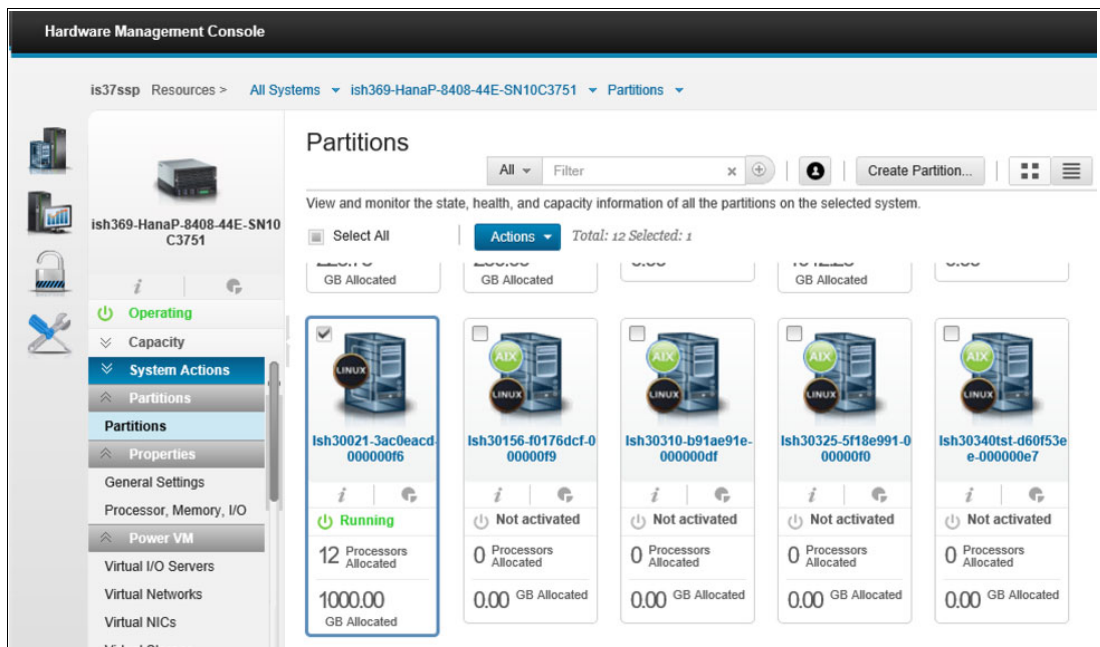 Hardware Management Console
is37ssp Resources > All Systems ish369-HanaP-8408-44E-SN10C3751 Partitions
Partitions
All Filter × Create Partition...
View and monitor the state, health, and capacity information of all the partitions on the selected system.
Select All Actions Total: 12 Selected: 1
ish369-HanaP-8408-44E-SN10
C3751
Operating
Capacity
System Actions
Partitions
Partitions
Properties
General Settings
Processor, Memory, I/O
Power VM
Virtual I/O Servers
Virtual Networks
Virtual NICs
GB Allocated GB Allocated GB Allocated
LINUX
lsh30021-3ac0eacd-
000000f6
Running
12 Processors
Allocated
1000.00
GB Allocated
AIX
LINUX
lsh30156-f0176dcf-0
00000f9
Not activated
0 Processors
Allocated
0.00 GB Allocated
AIX
LINUX
lsh30310-b91ae91e-
000000df
Not activated
0 Processors
Allocated
0.00 GB Allocated
AIX
LINUX
lsh30325-5f18e991-0
00000f0
Not activated
0 Processors
Allocated
0.00 GB Allocated
AIX
LINUX
lsh30340tst-d60f53e
e-000000e7
Not activated
0 Processors
Allocated
0.00 GB Allocated